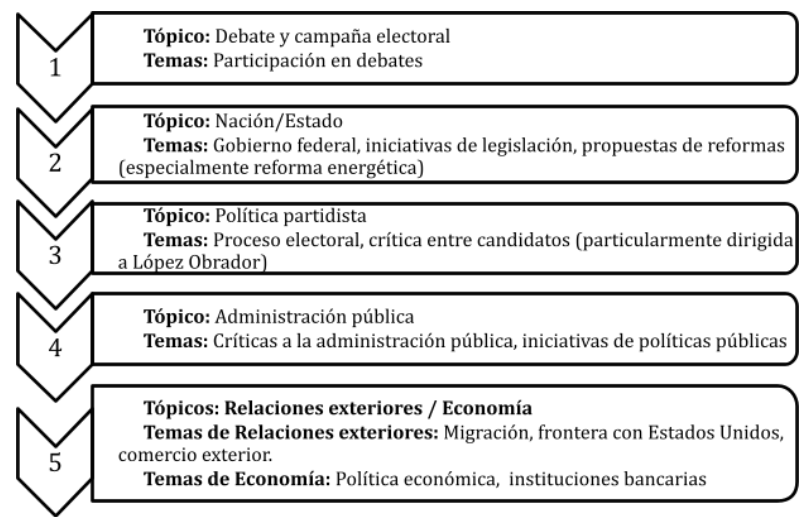 1
Tópico: Debate y campaña electoral
Temas: Participación en debates
2
Tópico: Nación/Estado
Temas: Gobierno federal, iniciativas de legislación, propuestas de reformas
(especialmente reforma energética)
3
Tópico: Política partidista
Temas: Proceso electoral, crítica entre candidatos (particularmente dirigida
a López Obrador)
4
Tópico: Administración pública
Temas: Críticas a la administración pública, iniciativas de políticas públicas
5
Tópicos: Relaciones exteriores / Economía
Temas de Relaciones exteriores: Migración, frontera con Estados Unidos,
comercio exterior.
Temas de Economía: Política económica, instituciones bancarias